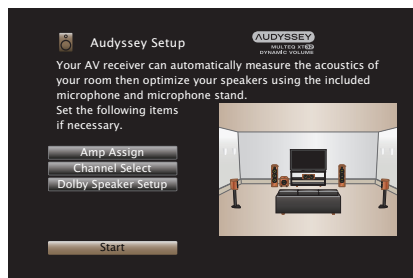 Audyssey Setup
AUDYSSEY
MULTEQ XT32
DYNAMIC VOLUME
Your AV receiver can automatically measure the acoustics of
your room then optimize your speakers using the included
microphone and microphone stand.
Set the following items
if necessary.
Amp Assign
Channel Select
Dolby Speaker Setup
Start